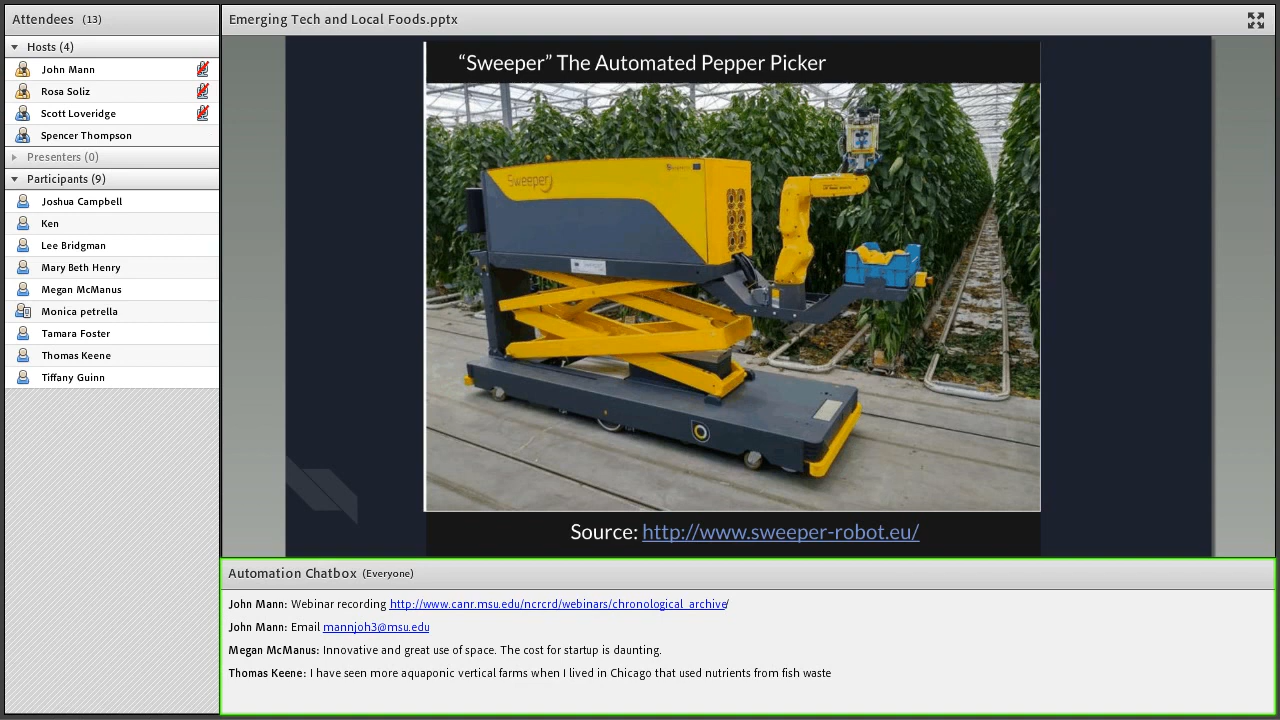 Attendees (13)
Hosts (4)
John Mann
Rosa Soliz
Scott Loveridge
Spencer Thompson
Presenters (0)
Participants (9)
Joshua Campbell
Ken
Lee Bridgman
Mary Beth Henry
Megan McManus
Monica petrella
Tamara Foster
Thomas Keene
Tiffany Guinn
Emerging Tech and Local Foods.pptx
“Sweeper” The Automated Pepper Picker
Sweeper
Source: http://www.sweeper-robot.eu/
Automation Chatbox (Everyone)
John Mann: Webinar recording http://www.canr.msu.edu/ncrcrd/webinars/chronological_archive/
John Mann: Email mannjoh3@msu.edu
Megan McManus: Innovative and great use of space. The cost for startup is daunting.
Thomas Keene: I have seen more aquaponic vertical farms when I lived in Chicago that used nutrients from fish waste